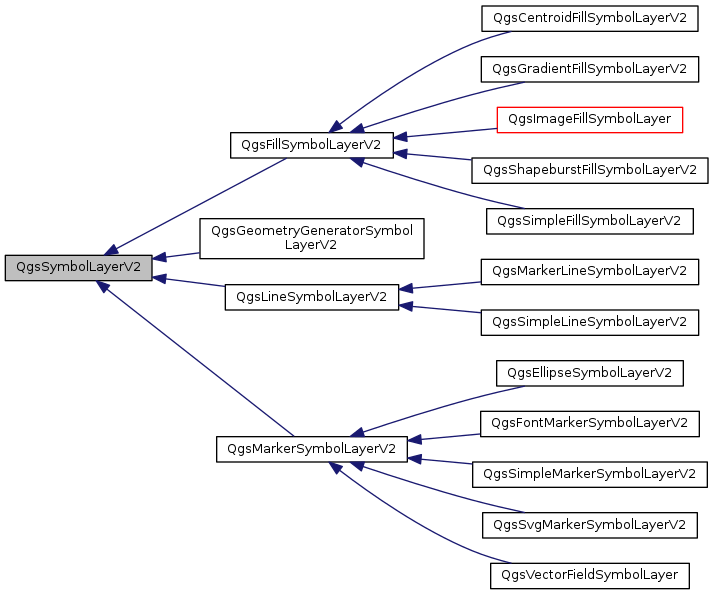 QgsCentroidFillSymbolLayerV2
QgsGradientFillSymbolLayerV2
QgsImageFillSymbolLayer
QgsFillSymbolLayerV2
QgsShapeburstFillSymbolLayerV2
QgsSimpleFillSymbolLayerV2
QgsGeometryGeneratorSymbol
LayerV2
QgsSymbolLayerV2
QgsMarkerLineSymbolLayerV2
QgsLineSymbolLayerV2
QgsSimpleLineSymbolLayerV2
QgsEllipseSymbolLayerV2
QgsFontMarkerSymbolLayerV2
QgsMarkerSymbolLayerV2
QgsSimpleMarkerSymbolLayerV2
QgsSvgMarkerSymbolLayerV2
QgsVectorFieldSymbolLayer